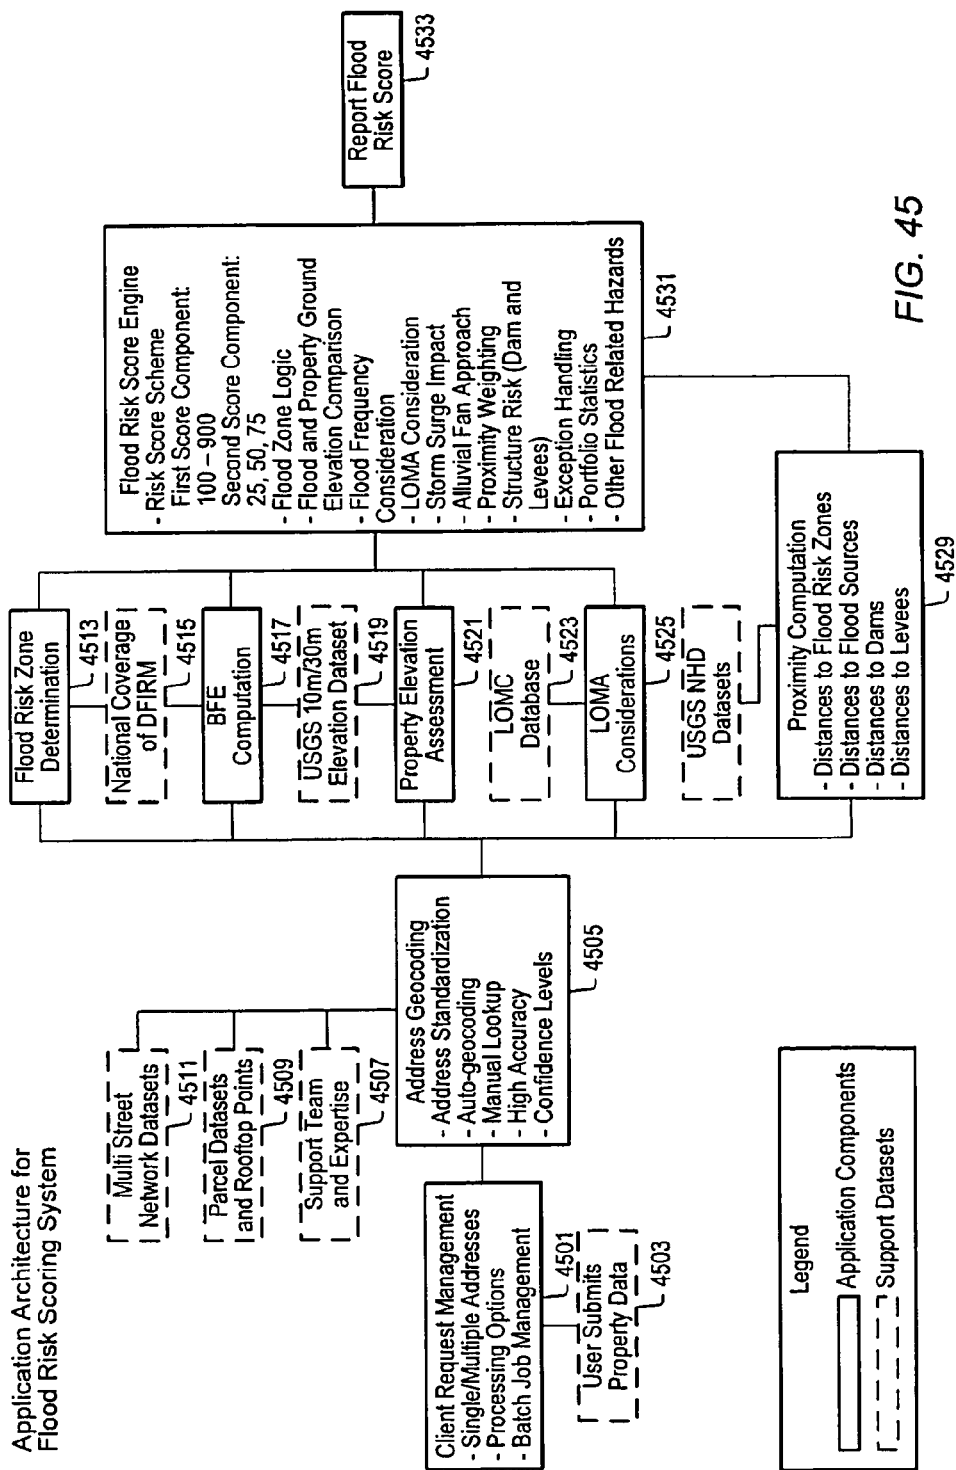 Application Architecture for
Flood Risk Scoring System
Multi Street
Network Datasets
4511
Parcel Datasets
and Rooftop Points
4509
Support Team
and Expertise
4507
Client Request Management
- Single/Multiple Addresses
- Processing Options
- Batch Job Management
4501
User Submits
Property Data
4503
Address Geocoding
- Address Standardization
- Auto-geocoding
- Manual Lookup
- High Accuracy
- Confidence Levels
4505
Flood Risk Zone
Determination
4513
National Coverage
of DFIRM
4515
BFE
Computation
4517
USGS 10m/30m
Elevation Dataset
4519
Property Elevation
Assessment
4521
LOMC
Database
4523
LOMA
Considerations
4525
USGS NHD
Datasets
Proximity Computation
- Distances to Flood Risk Zones
- Distances to Flood Sources
- Distances to Dams
- Distances to Levees
4529
Flood Risk Score Engine
- Risk Score Scheme
First Score Component:
100 – 900
Second Score Component:
25, 50, 75
- Flood Zone Logic
- Flood and Property Ground
Elevation Comparison
- Flood Frequency
Consideration
- LOMA Consideration
- Storm Surge Impact
- Alluvial Fan Approach
- Proximity Weighting
- Structure Risk (Dam and
Levees)
- Exception Handling
- Portfolio Statistics
- Other Flood Related Hazards
4531
Report Flood
Risk Score
4533
Legend
Application Components
Support Datasets
FIG. 45